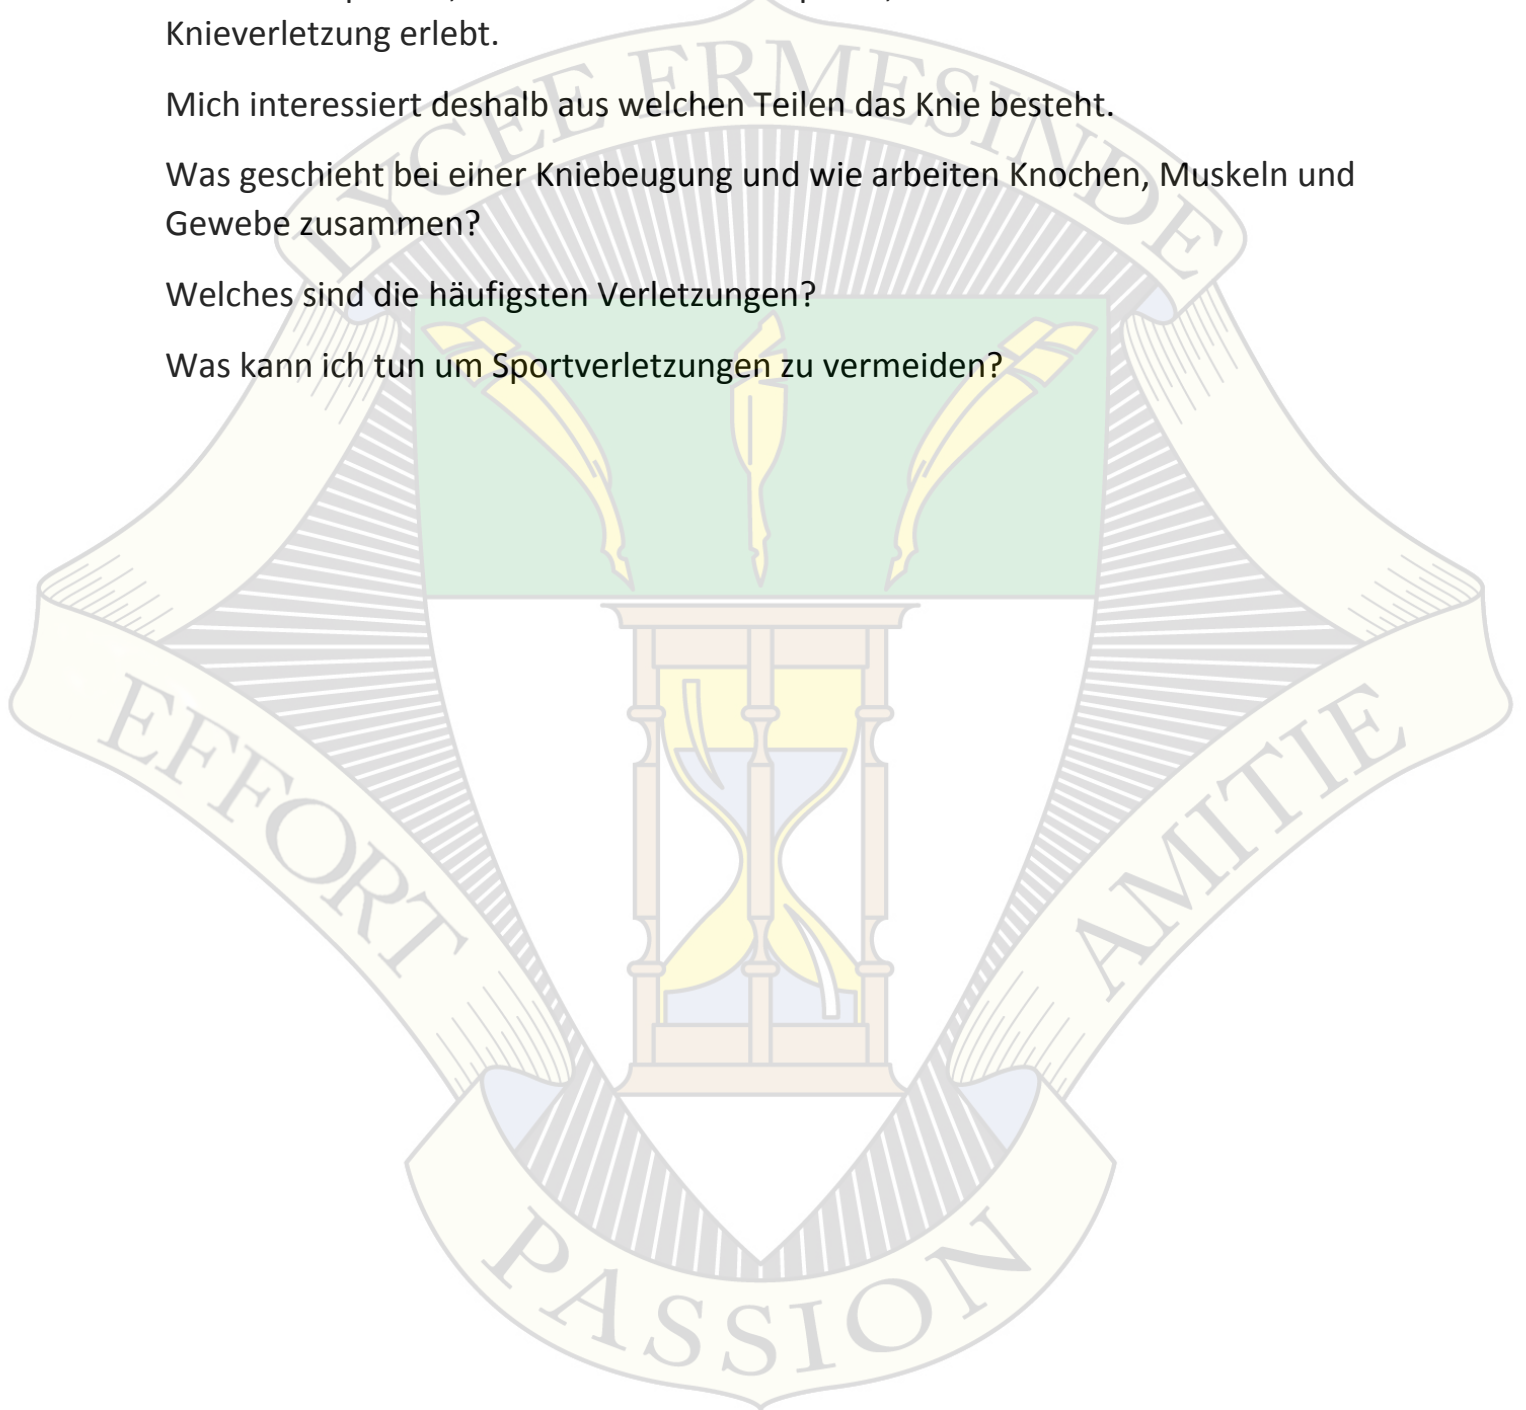 Knieverletzung erlebt.
Mich interessiert deshalb aus welchen Teilen das Knie besteht.
Was geschieht bei einer Kniebeugung und wie arbeiten Knochen, Muskeln und
Gewebe zusammen?
Welches sind die häufigsten Verletzungen?
Was kann ich tun um Sportverletzungen zu vermeiden?
LYCEE ERMESINDE
EFFORT
AMITIE
PASSION